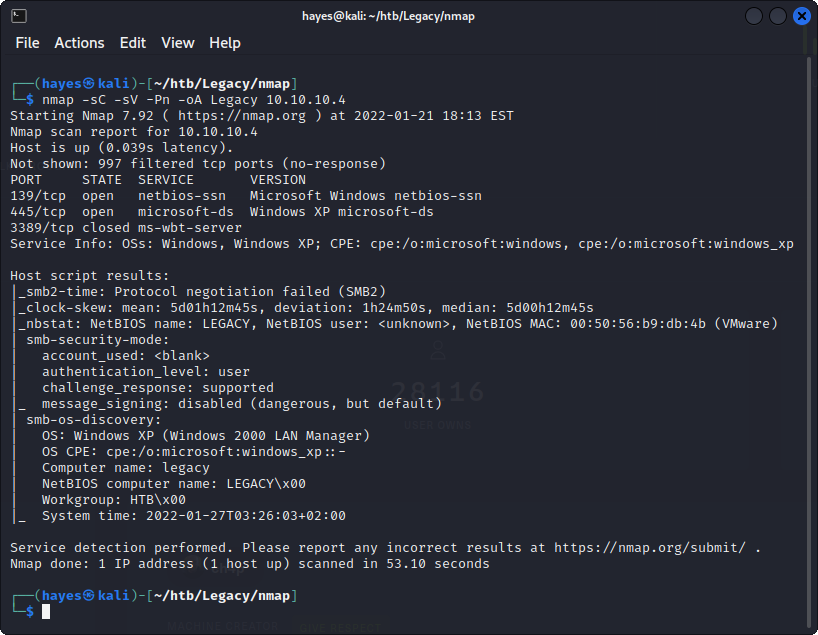 hayes@kali: ~/htb/Legacy/nmap
File Actions Edit View Help
┌──(hayes㉿kali)-[~/htb/Legacy/nmap]
└─$ nmap -sC -sV -Pn -oA Legacy 10.10.10.4
Starting Nmap 7.92 ( https://nmap.org ) at 2022-01-21 18:13 EST
Nmap scan report for 10.10.10.4
Host is up (0.039s latency).
Not shown: 997 filtered tcp ports (no-response)
PORT     STATE  SERVICE       VERSION
139/tcp  open   netbios-ssn   Microsoft Windows netbios-ssn
445/tcp  open   microsoft-ds  Windows XP microsoft-ds
3389/tcp closed ms-wbt-server
Service Info: OSs: Windows, Windows XP; CPE: cpe:/o:microsoft:windows, cpe:/o:microsoft:windows_xp
Host script results:
|_smb2-time: Protocol negotiation failed (SMB2)
|_clock-skew: mean: 5d01h12m45s, deviation: 1h24m50s, median: 5d00h12m45s
|_nbstat: NetBIOS name: LEGACY, NetBIOS user: <unknown>, NetBIOS MAC: 00:50:56:b9:db:4b (VMware)
| smb-security-mode:
|   account_used: <blank>
|   authentication_level: user
|   challenge_response: supported
|_  message_signing: disabled (dangerous, but default)
28116
| smb-os-discovery:
USER OWNS
|   OS: Windows XP (Windows 2000 LAN Manager)
|   OS CPE: cpe:/o:microsoft:windows_xp::-
|   Computer name: legacy
|   NetBIOS computer name: LEGACY\x00
|   Workgroup: HTB\x00
|_  System time: 2022-01-27T03:26:03+02:00
Service detection performed. Please report any incorrect results at https://nmap.org/submit/ .
Nmap done: 1 IP address (1 host up) scanned in 53.10 seconds
┌──(hayes㉿kali)-[~/htb/Legacy/nmap]
└─$
MACHINE CREATOR GIVE RESPECT